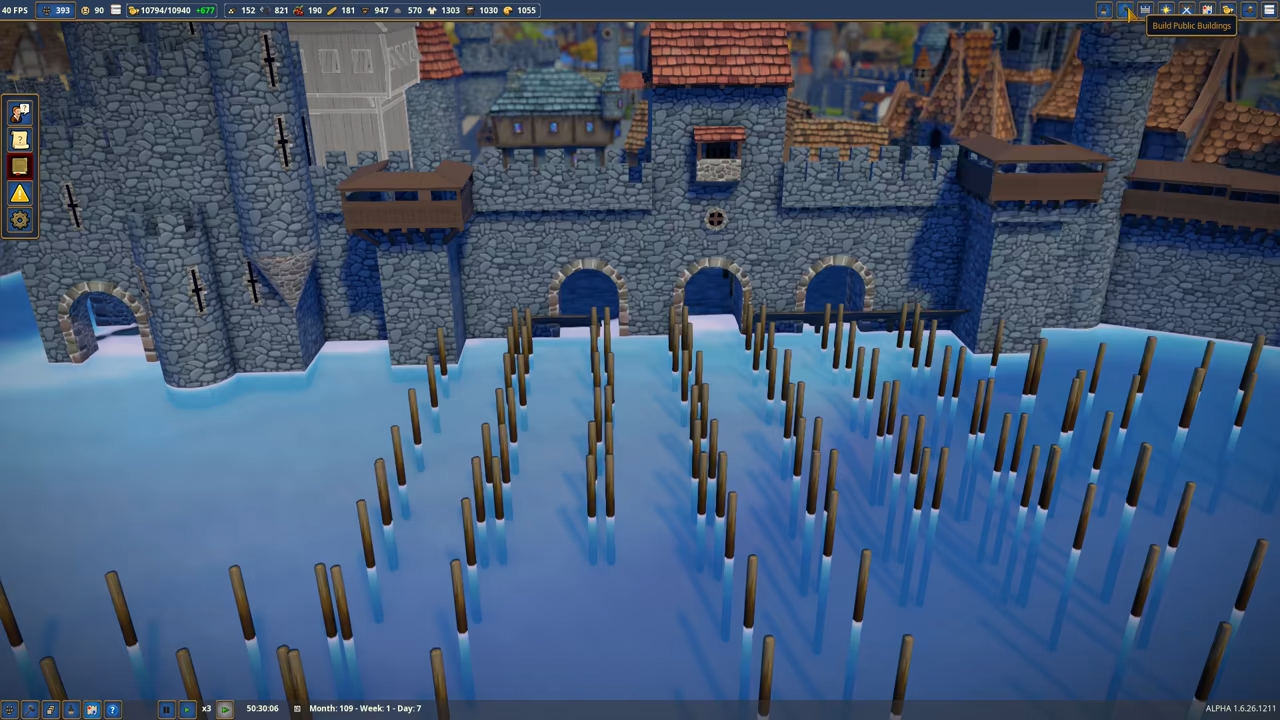 40 FPS 393 90 10794/10940 +677 152 821 190 181 947 570 1303 1030 1055
Build Public Buildings
?
?
x3 50:30:06 Month: 109 - Week: 1 - Day: 7 ALPHA 1.6.26.1211
?